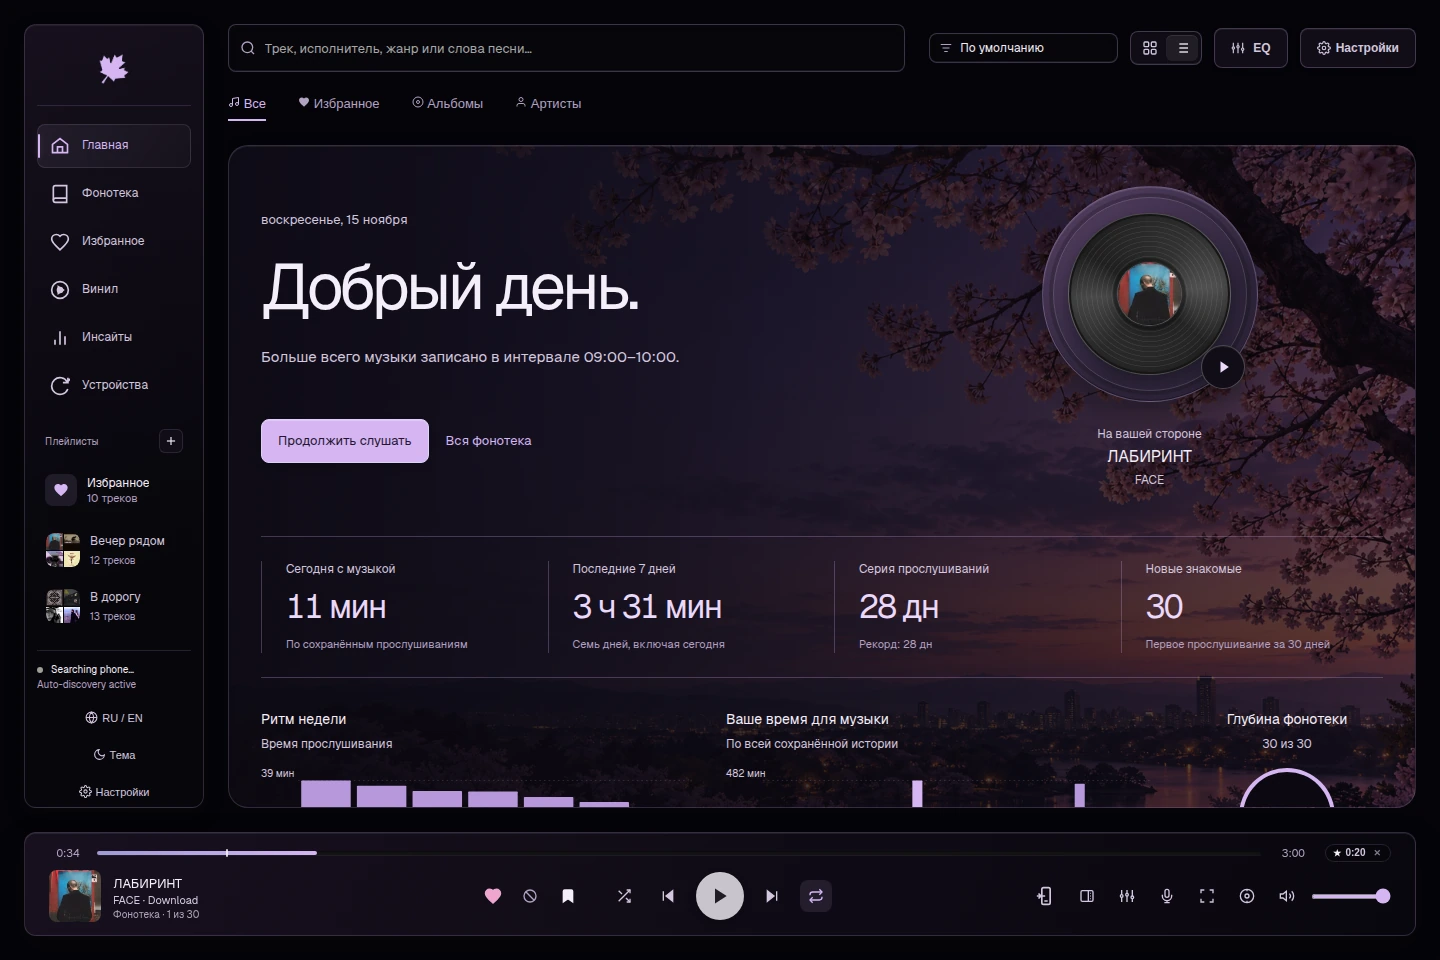 Трек, исполнитель, жанр или слова песни...
По умолчанию
EQ
Настройки
Все
Избранное
Альбомы
Артисты
Главная
Фонотека
Избранное
Винил
Инсайты
Устройства
Плейлисты
Избранное
10 треков
Вечер рядом
12 треков
В дорогу
13 треков
Searching phone...
Auto-discovery active
RU / EN
Тема
Настройки
воскресенье, 15 ноября
Добрый день.
Больше всего музыки записано в интервале 09:00–10:00.
Продолжить слушать
Вся фонотека
На вашей стороне
ЛАБИРИНТ
FACE
Сегодня с музыкой
11 мин
По сохранённым прослушиваниям
Последние 7 дней
3 ч 31 мин
Семь дней, включая сегодня
Серия прослушиваний
28 дн
Рекорд: 28 дн
Новые знакомые
30
Первое прослушивание за 30 дней
Ритм недели
Время прослушивания
39 мин
Ваше время для музыки
По всей сохранённой истории
482 мин
Глубина фонотеки
30 из 30
0:34
3:00
★ 0:20 ×
ЛАБИРИНТ
FACE · Download
Фонотека · 1 из 30